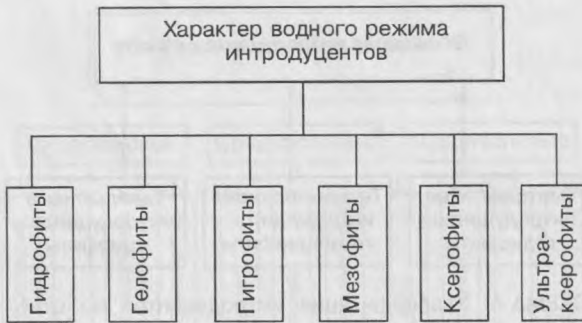 Характер водного режима
интродуцентов
Гидрофиты
Гелофиты
Гигрофиты
Мезофиты
Ксерофиты
Ультра-
ксерофиты